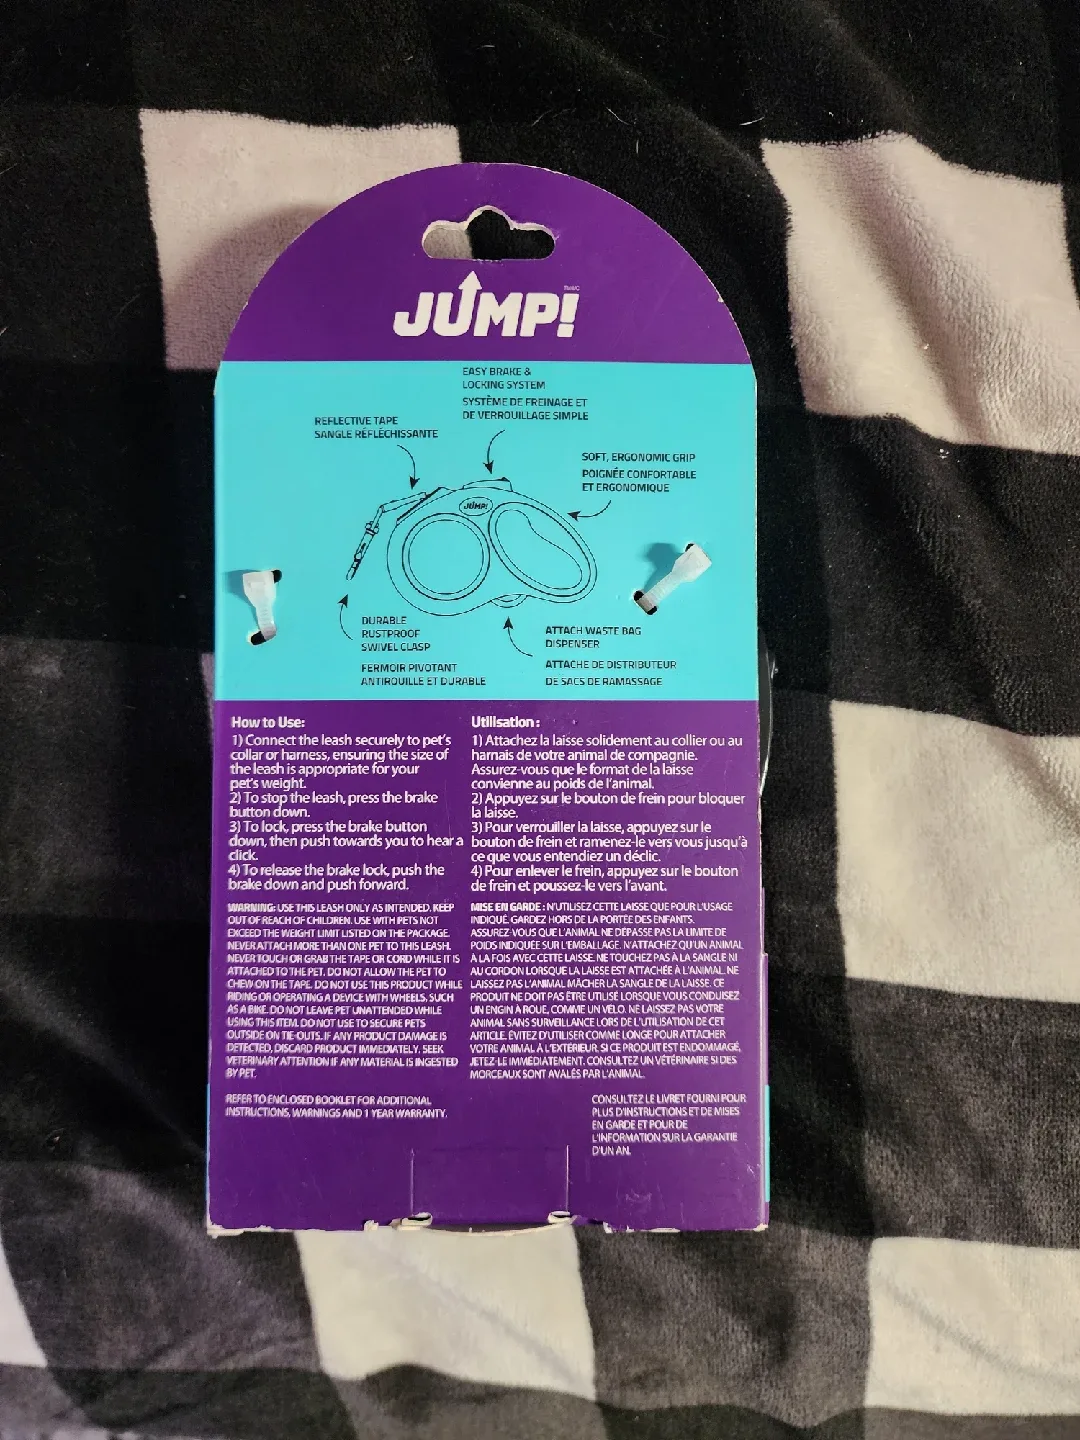 JUMP!
EASY BRAKE &
LOCKING SYSTEM
SYSTÈME DE FREINAGE ET
DE VERROUILLAGE SIMPLE
REFLECTIVE TAPE
SANGLE RÉFLÉCHISSANTE
SOFT, ERGONOMIC GRIP
POIGNÉE CONFORTABLE
ET ERGONOMIQUE
JUMP!
DURABLE
RUSTPROOF
SWIVEL CLASP
FERMOIR PIVOTANT
ANTIROUILLE ET DURABLE
ATTACH WASTE BAG
DISPENSER
ATTACHE DE DISTRIBUTEUR
DE SACS DE RAMASSAGE
How to Use:
1) Connect the leash securely to pet's
collar or harness, ensuring the size of
the leash is appropriate for your
pet's weight.
2) To stop the leash, press the brake
button down.
3) To lock, press the brake button
down, then push towards you to hear a
click.
4) To release the brake lock, push the
brake down and push forward.
WARNING: USE THIS LEASH ONLY AS INTENDED. KEEP
OUT OF REACH OF CHILDREN. USE WITH PETS NOT
EXCEED THE WEIGHT LIMIT LISTED ON THE PACKAGE.
NEVER ATTACH MORE THAN ONE PET TO THIS LEASH.
NEVER TOUCH OR GRAB THE TAPE OR CORD WHILE IT IS
ATTACHED TO THE PET. DO NOT ALLOW THE PET TO
CHEW ON THE TAPE. DO NOT USE THIS PRODUCT WHILE
RIDING OR OPERATING A DEVICE WITH WHEELS, SUCH
AS A BIKE. DO NOT LEAVE PET UNATTENDED WHILE
USING THIS ITEM. DO NOT USE TO SECURE PETS
OUTSIDE ON TIE-OUTS. IF ANY PRODUCT DAMAGE IS
DETECTED, DISCARD PRODUCT IMMEDIATELY. SEEK
VETERINARY ATTENTION IF ANY MATERIAL IS INGESTED
BY PET.
REFER TO ENCLOSED BOOKLET FOR ADDITIONAL
INSTRUCTIONS, WARNINGS AND 1 YEAR WARRANTY.
Utilisation :
1) Attachez la laisse solidement au collier ou au
harnais de votre animal de compagnie.
Assurez-vous que le format de la laisse
convienne au poids de l'animal.
2) Appuyez sur le bouton de frein pour bloquer
la laisse.
3) Pour verrouiller la laisse, appuyez sur le
bouton de frein et ramenez-le vers vous jusqu'à
ce que vous entendiez un déclic.
4) Pour enlever le frein, appuyez sur le bouton
de frein et poussez-le vers l'avant.
MISE EN GARDE : N'UTILISEZ CETTE LAISSE QUE POUR L'USAGE
INDIQUÉ. GARDEZ HORS DE LA PORTÉE DES ENFANTS.
ASSUREZ-VOUS QUE L'ANIMAL NE DÉPASSE PAS LA LIMITE DE
POIDS INDIQUÉE SUR L'EMBALLAGE. N'ATTACHEZ QU'UN ANIMAL
À LA FOIS AVEC CETTE LAISSE. NE TOUCHEZ PAS À LA SANGLE NI
AU CORDON LORSQUE LA LAISSE EST ATTACHÉE À L'ANIMAL. NE
LAISSEZ PAS L'ANIMAL MÂCHER LA SANGLE DE LA LAISSE. CE
PRODUIT NE DOIT PAS ÊTRE UTILISÉ LORSQUE VOUS CONDUISEZ
UN ENGIN À ROUE, COMME UN VÉLO. NE LAISSEZ PAS VOTRE
ANIMAL SANS SURVEILLANCE LORS DE L'UTILISATION DE CET
ARTICLE. ÉVITEZ D'UTILISER COMME LONGE POUR ATTACHER
VOTRE ANIMAL À L'EXTÉRIEUR. SI CE PRODUIT EST ENDOMMAGÉ,
JETEZ-LE IMMÉDIATEMENT. CONSULTEZ UN VÉTÉRINAIRE SI DES
MORCEAUX SONT AVALÉS PAR L'ANIMAL.
CONSULTEZ LE LIVRET FOURNI POUR
PLUS D'INSTRUCTIONS ET DE MISES
EN GARDE ET POUR DE
L'INFORMATION SUR LA GARANTIE
D'UN AN.